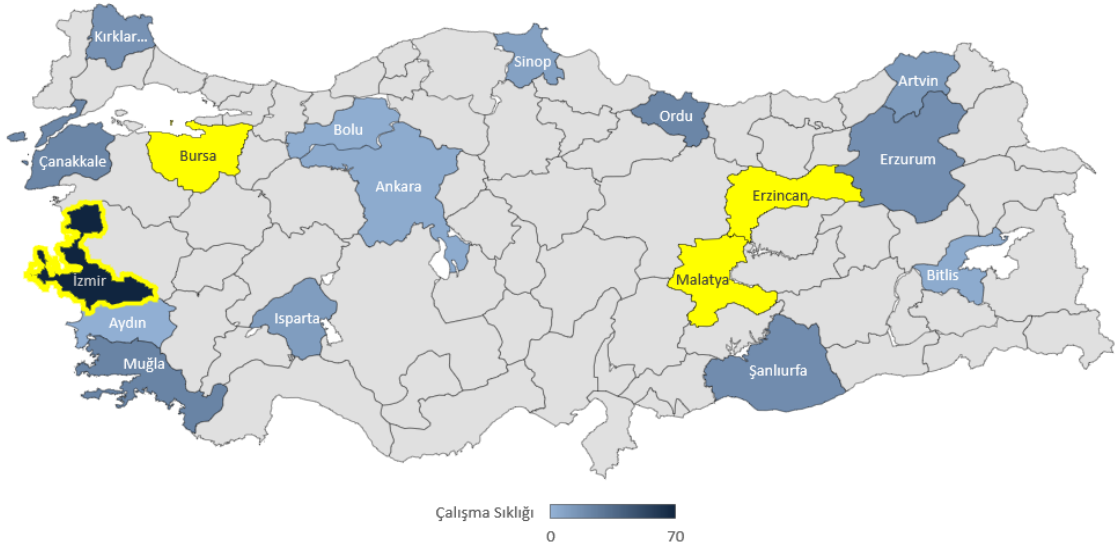 Kırklar...
Sinop
Artvin
Ordu
Bolu
Çanakkale
Bursa
Erzurum
Ankara
Erzincan
İzmir
Malatya
Bitlis
Isparta
Aydın
Muğla
Şanlıurfa
Çalışma Sıklığı
0 70